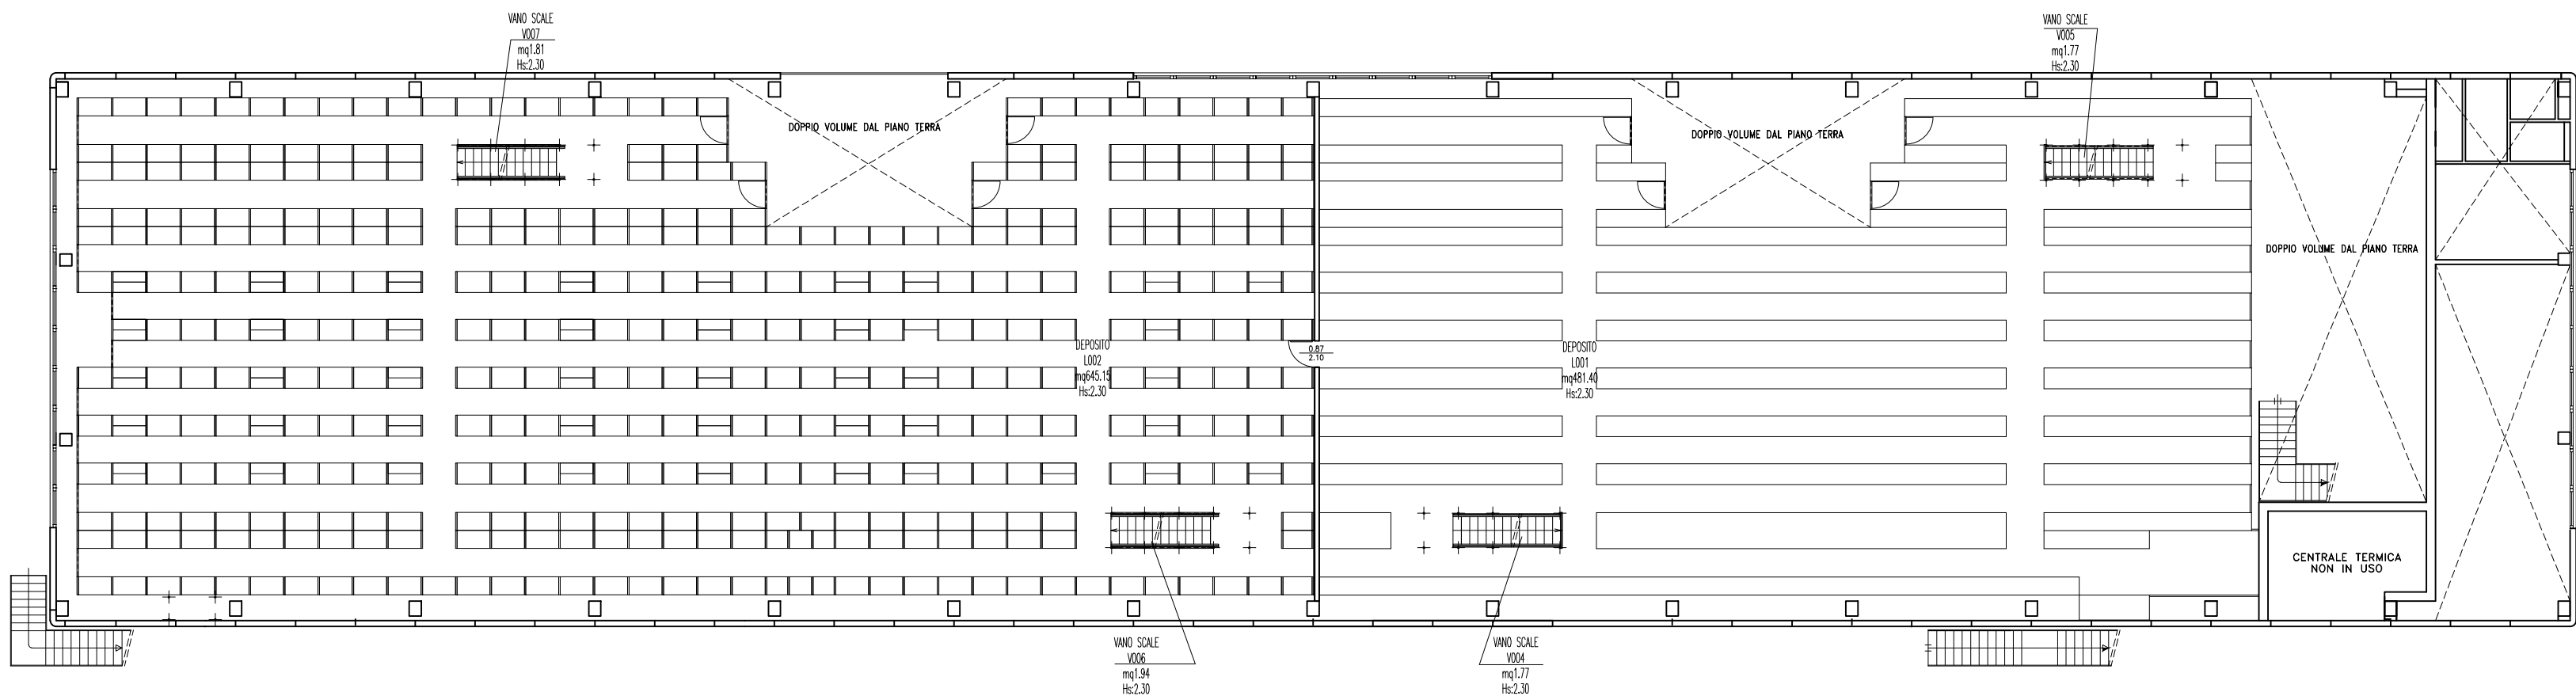 VANO SCALE
V007
mq1.81
Hs:2.30
VANO SCALE
V005
mq1.77
Hs:2.30
DOPPIO VOLUME DAL PIANO TERRA
DOPPIO VOLUME DAL PIANO TERRA
DOPPIO VOLUME DAL PIANO TERRA
DEPOSITO
L002
mq645.15
Hs:2.30
0.87
2.10
DEPOSITO
L001
mq481.40
Hs:2.30
CENTRALE TERMICA
NON IN USO
VANO SCALE
V006
mq1.94
Hs:2.30
VANO SCALE
V004
mq1.77
Hs:2.30